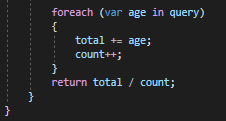 foreach (var age in query)
{
total += age;
count++;
}
return total / count;
}
}